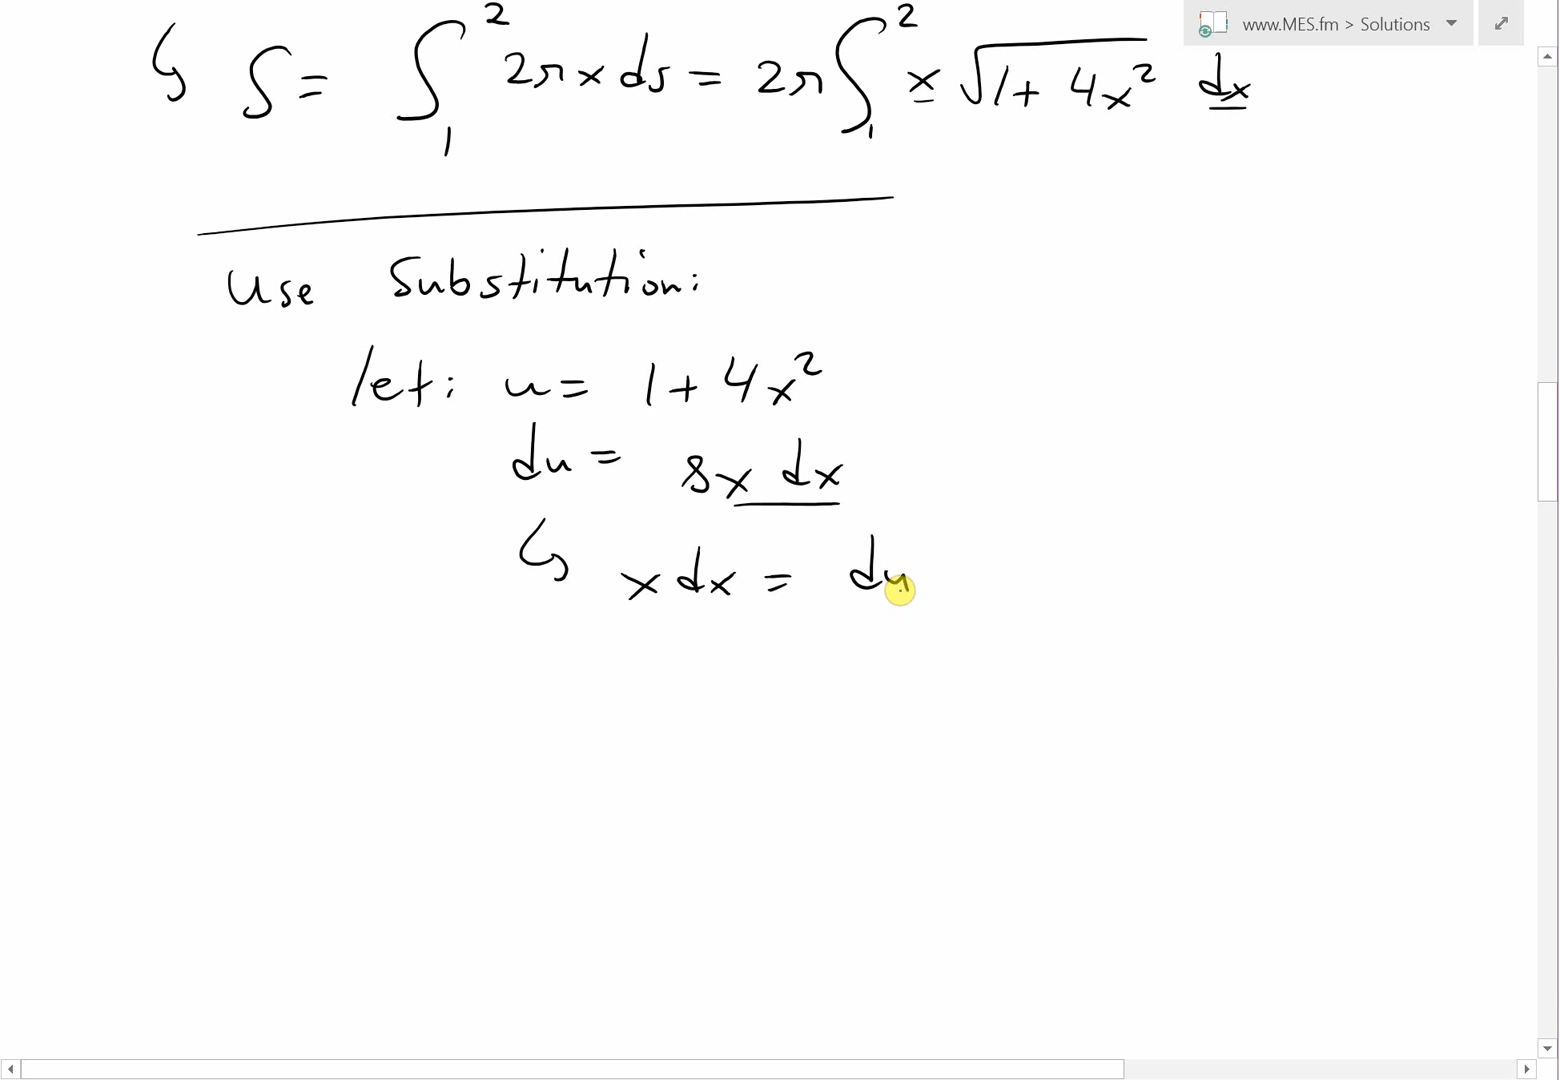 www.MES.fm > Solutions
↳ S = ∫₁² 2πx ds = 2π ∫₁² x √(1 + 4x²) dx
Use Substitution:
let: u = 1 + 4x²
du = 8x dx
↳ x dx = du